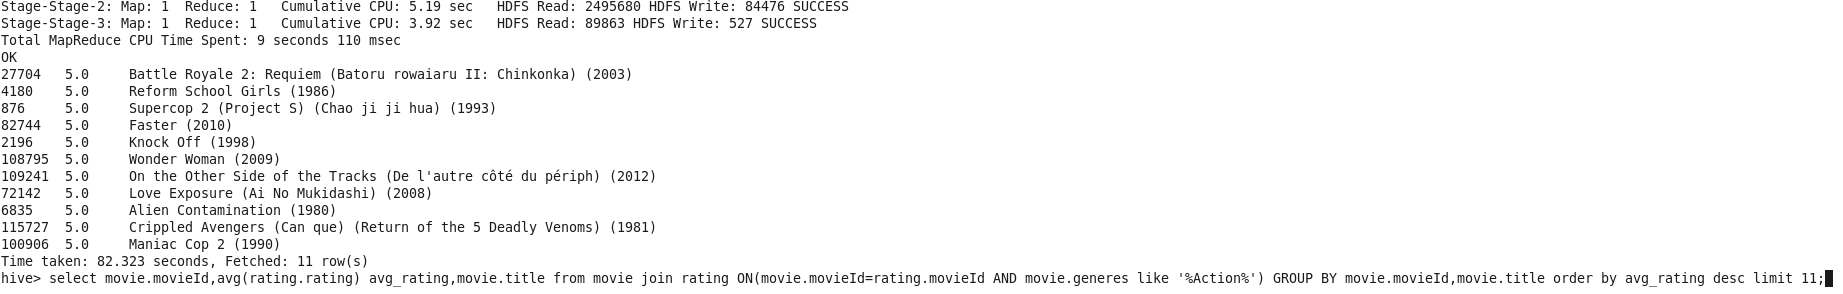 Stage-Stage-2: Map: 1  Reduce: 1   Cumulative CPU: 5.19 sec   HDFS Read: 2495680 HDFS Write: 84476 SUCCESS
Stage-Stage-3: Map: 1  Reduce: 1   Cumulative CPU: 3.92 sec   HDFS Read: 89863 HDFS Write: 527 SUCCESS
Total MapReduce CPU Time Spent: 9 seconds 110 msec
OK
27704   5.0     Battle Royale 2: Requiem (Batoru rowaiaru II: Chinkonka) (2003)
4180    5.0     Reform School Girls (1986)
876     5.0     Supercop 2 (Project S) (Chao ji ji hua) (1993)
82744   5.0     Faster (2010)
2196    5.0     Knock Off (1998)
108795  5.0     Wonder Woman (2009)
109241  5.0     On the Other Side of the Tracks (De l'autre côté du périph) (2012)
72142   5.0     Love Exposure (Ai No Mukidashi) (2008)
6835    5.0     Alien Contamination (1980)
115727  5.0     Crippled Avengers (Can que) (Return of the 5 Deadly Venoms) (1981)
100906  5.0     Maniac Cop 2 (1990)
Time taken: 82.323 seconds, Fetched: 11 row(s)
hive> select movie.movieId,avg(rating.rating) avg_rating,movie.title from movie join rating ON(movie.movieId=rating.movieId AND movie.generes like '%Action%') GROUP BY movie.movieId,movie.title order by avg_rating desc limit 11;